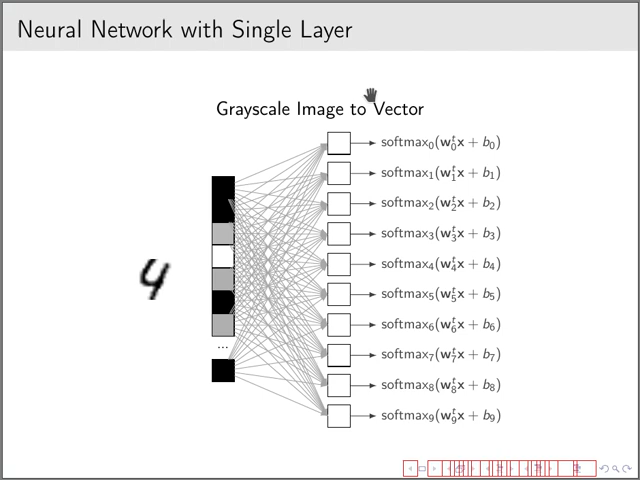 Neural Network with Single Layer
Grayscale Image to Vector
softmax₀(w₀ᵗx + b₀)
softmax₁(w₁ᵗx + b₁)
softmax₂(w₂ᵗx + b₂)
softmax₃(w₃ᵗx + b₃)
softmax₄(w₄ᵗx + b₄)
softmax₅(w₅ᵗx + b₅)
softmax₆(w₆ᵗx + b₆)
softmax₇(w₇ᵗx + b₇)
softmax₈(w₈ᵗx + b₈)
softmax₉(w₉ᵗx + b₉)
4
...